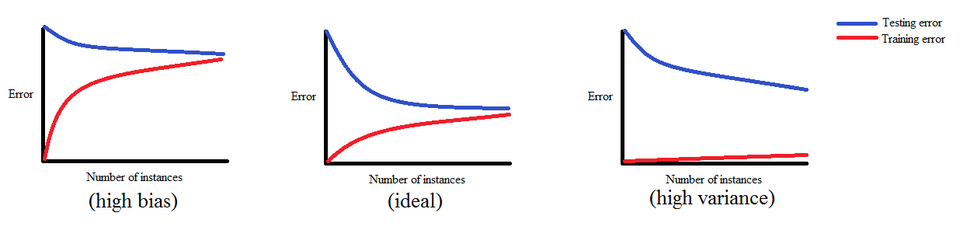 Testing error
Training error
Error
Number of instances
(high bias)
Error
Number of instances
(ideal)
Error
Number of instances
(high variance)